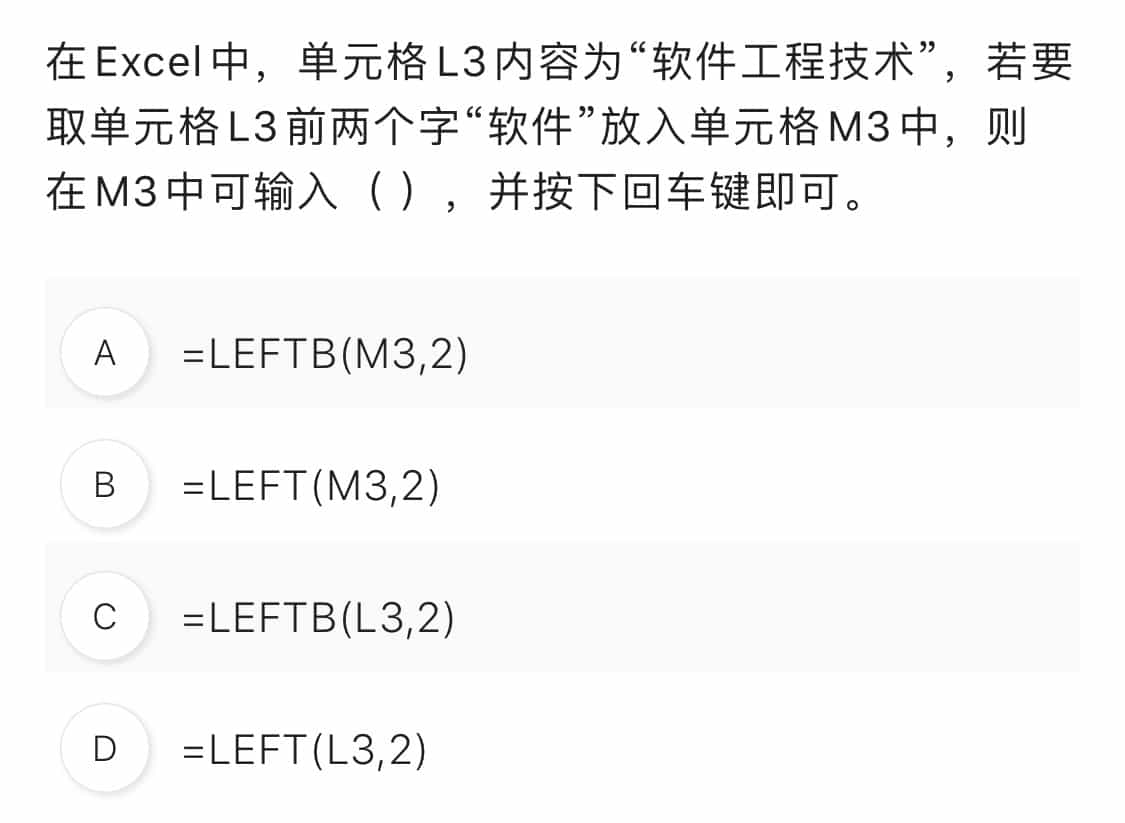 在Excel中，单元格L3内容为“软件工程技术”，若要
取单元格L3前两个字“软件”放入单元格M3中，则
在M3中可输入（ ），并按下回车键即可。
A =LEFTB(M3,2)
B =LEFT(M3,2)
C =LEFTB(L3,2)
D =LEFT(L3,2)